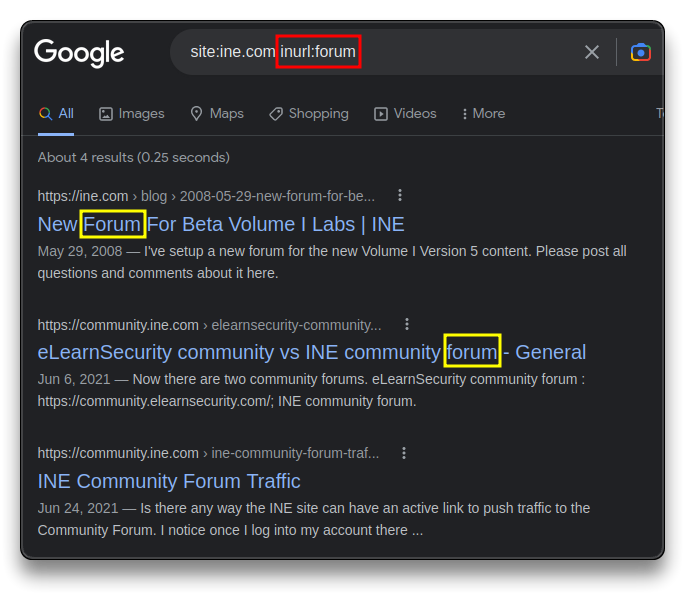 Google
site:ine.com inurl:forum
All Images Maps Shopping Videos More
About 4 results (0.25 seconds)
https://ine.com › blog › 2008-05-29-new-forum-for-be...
New Forum For Beta Volume I Labs | INE
May 29, 2008 — I've setup a new forum for the new Volume I Version 5 content. Please post all
questions and comments about it here.
https://community.ine.com › elearnsecurity-community...
eLearnSecurity community vs INE community forum - General
Jun 6, 2021 — Now there are two community forums. eLearnSecurity community forum :
https://community.elearnsecurity.com/; INE community forum.
https://community.ine.com › ine-community-forum-traf...
INE Community Forum Traffic
Jun 24, 2021 — Is there any way the INE site can have an active link to push traffic to the
Community Forum. I notice once I log into my account there ...